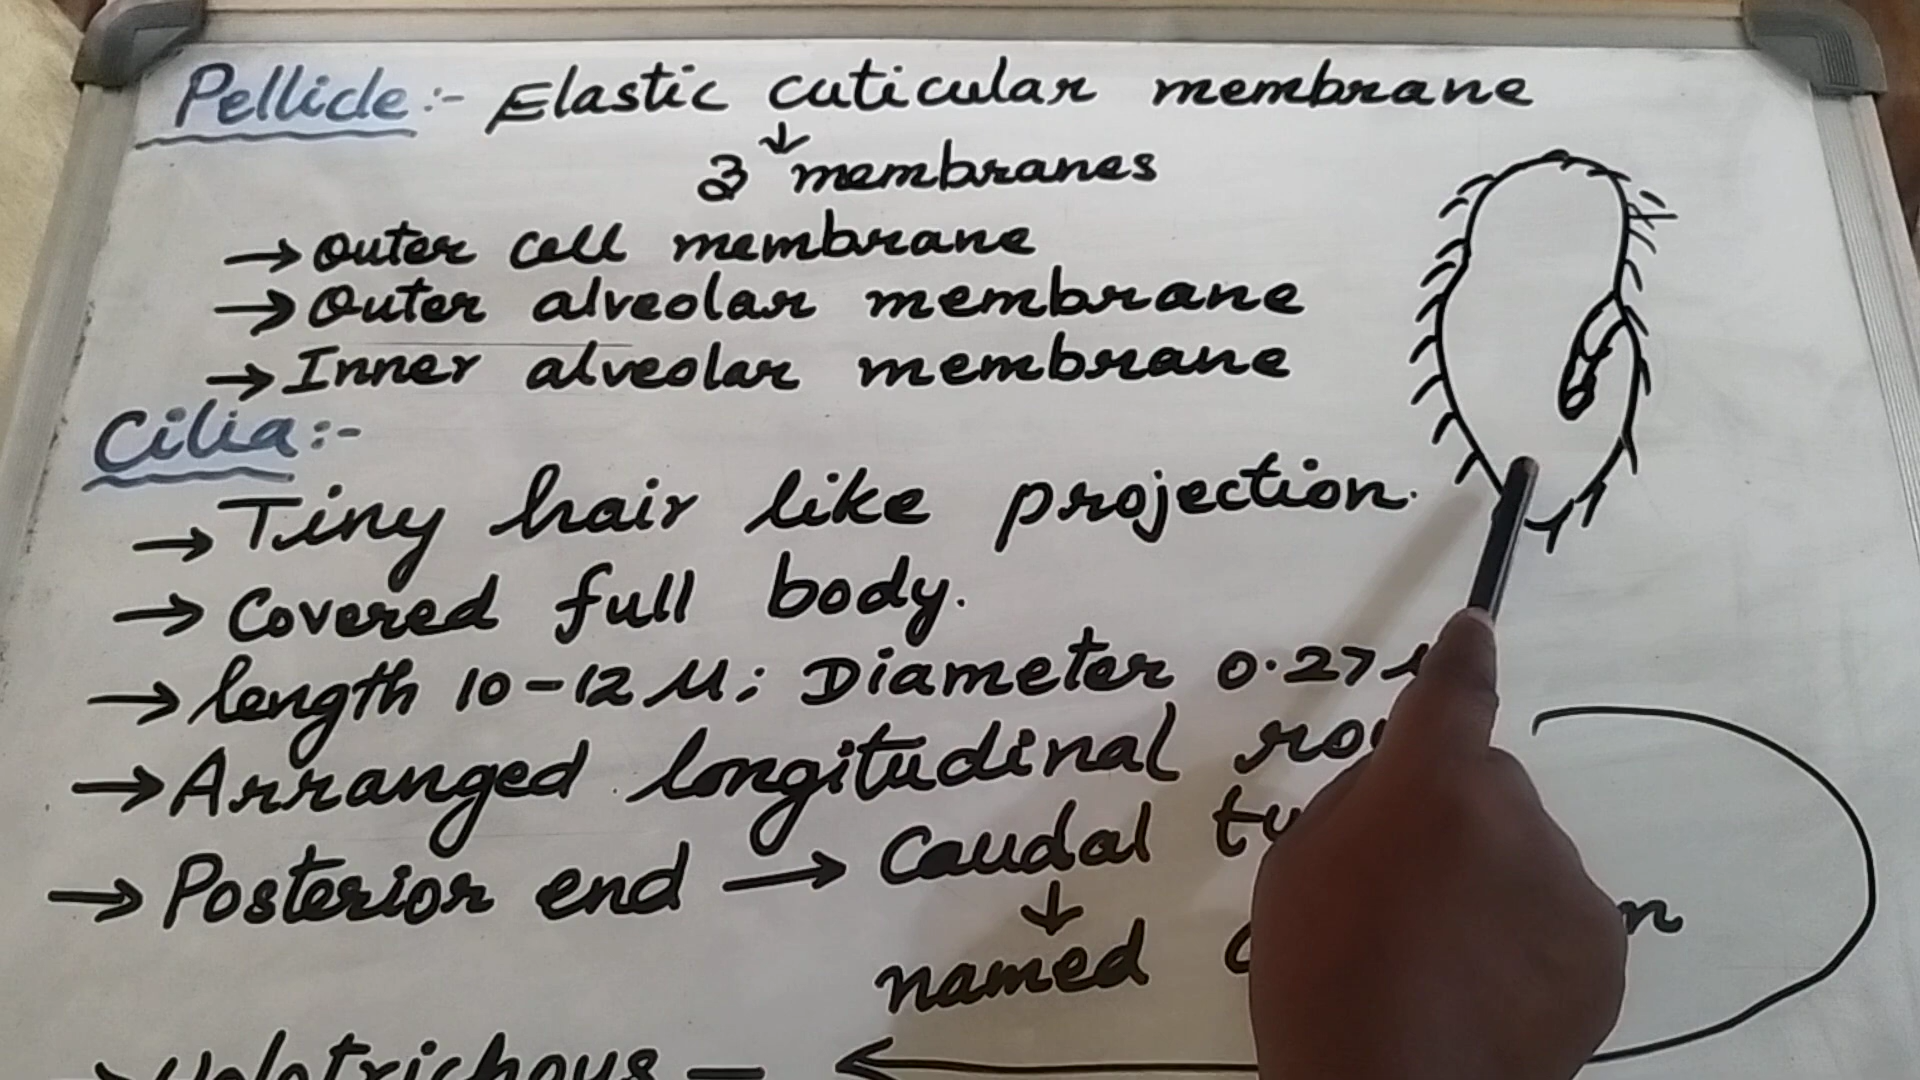 Pellicle:- Elastic cuticular membrane
↓
3 membranes
→ Outer cell membrane
→ Outer alveolar membrane
→ Inner alveolar membrane
Cilia:-
→ Tiny hair like projection.
→ Covered full body.
→ length 10-12 µ; Diameter 0.27
→ Arranged longitudinal
→ Posterior end → Caudal
↓
named
Holotrichous -